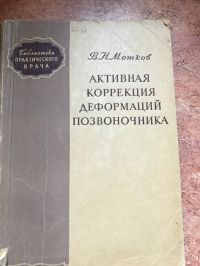 Библиотека
ПРАКТИЧЕСКОГО
ВРАЧА
В.Н.Мошков
АКТИВНАЯ
КОРРЕКЦИЯ
ДЕФОРМАЦИЙ
ПОЗВОНОЧНИКА